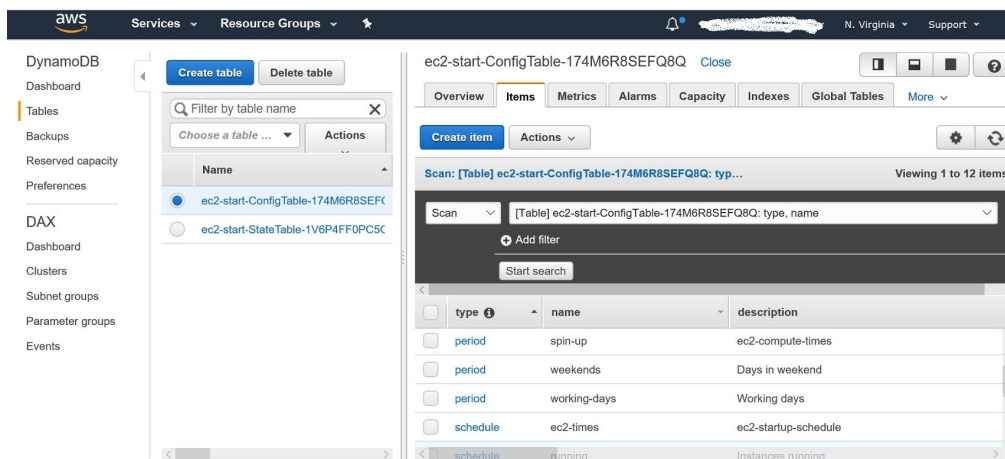 aws Services Resource Groups N. Virginia Support
DynamoDB
Dashboard
Tables
Backups
Reserved capacity
Preferences
DAX
Dashboard
Clusters
Subnet groups
Parameter groups
Events
Create table Delete table
Filter by table name
Choose a table ... Actions
Name
ec2-start-ConfigTable-174M6R8SEF
ec2-start-StateTable-1V6P4FF0PC5
ec2-start-ConfigTable-174M6R8SEFQ8Q Close
Overview Items Metrics Alarms Capacity Indexes Global Tables More
Create item Actions
Scan: [Table] ec2-start-ConfigTable-174M6R8SEFQ8Q: typ... Viewing 1 to 12 items
Scan [Table] ec2-start-ConfigTable-174M6R8SEFQ8Q: type, name
Add filter
Start search
type name description
period spin-up ec2-compute-times
period weekends Days in weekend
period working-days Working days
schedule ec2-times ec2-startup-schedule
schedule running Instances running